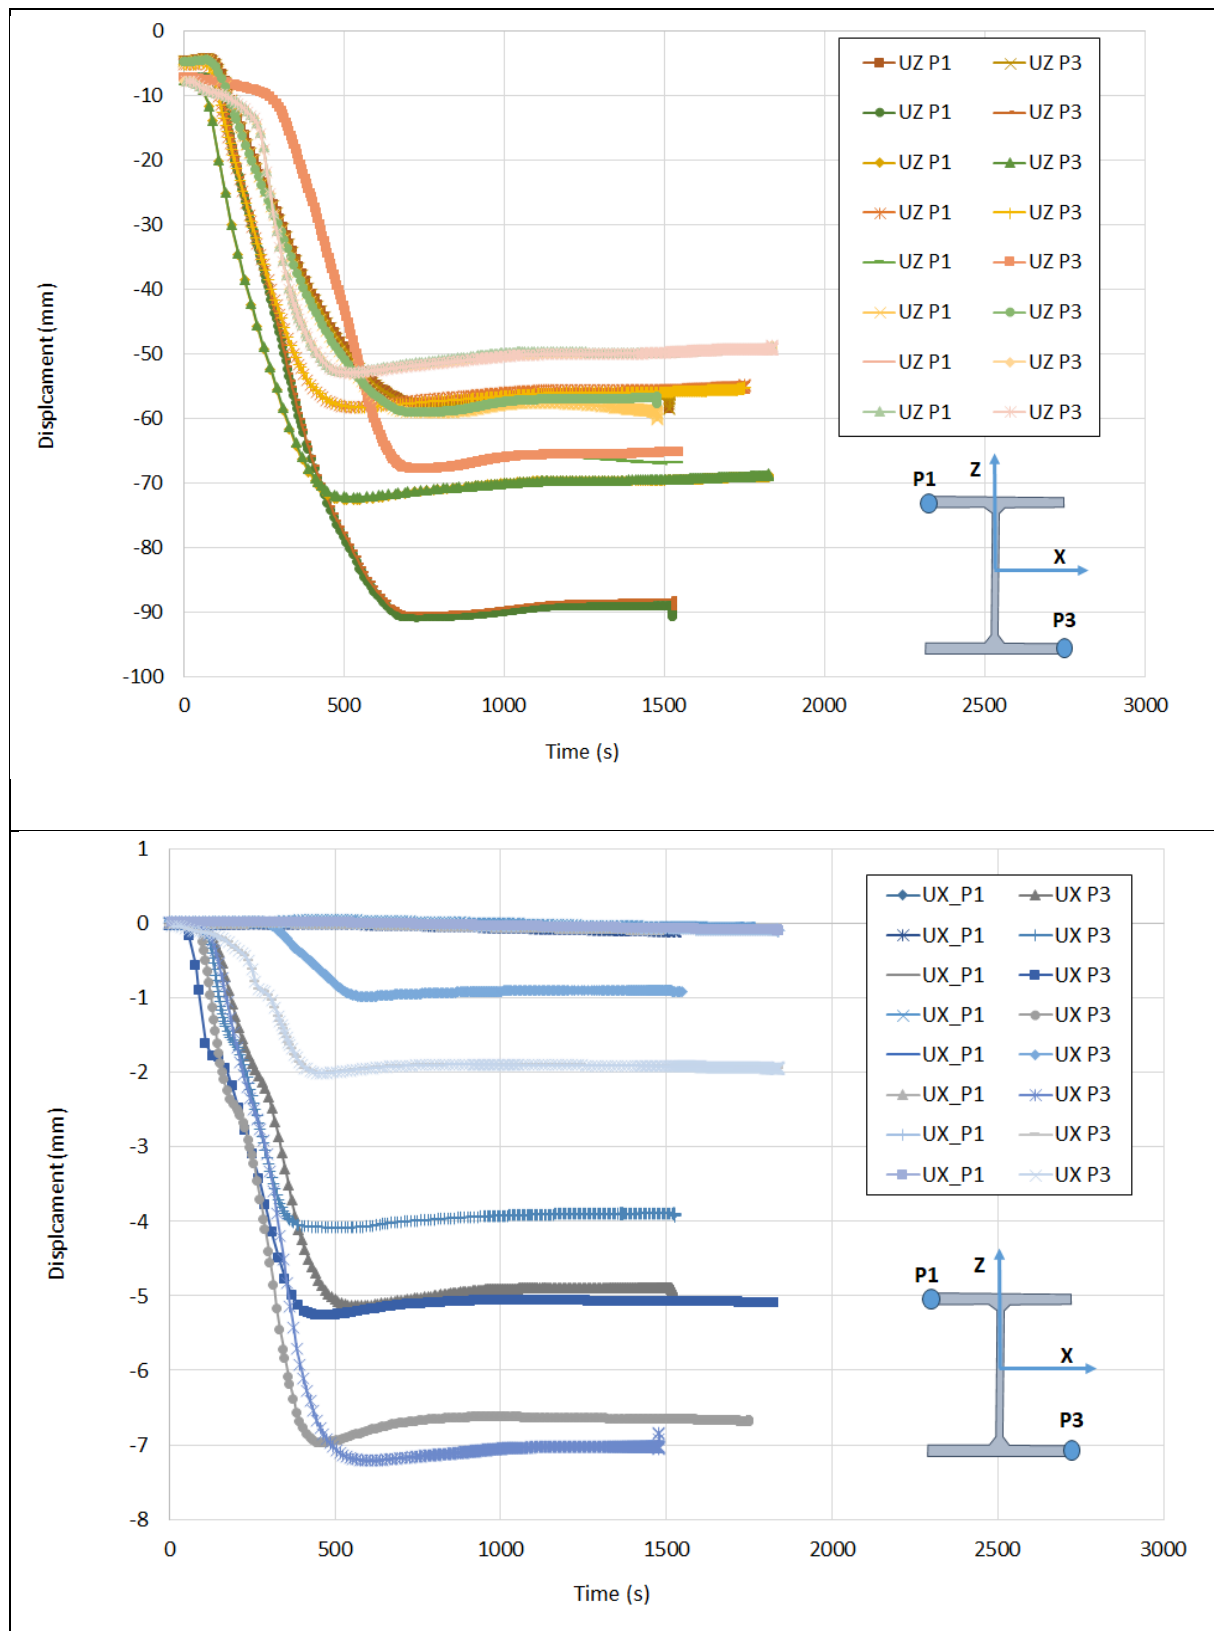 0
-10
-20
-30
-40
-50
-60
-70
-80
-90
-100
Displcament (mm)
0 500 1000 1500 2000 2500 3000
Time (s)
UZ P1 UZ P3
UZ P1 UZ P3
UZ P1 UZ P3
UZ P1 UZ P3
UZ P1 UZ P3
UZ P1 UZ P3
UZ P1 UZ P3
UZ P1 UZ P3
P1 Z
X
P3
1
0
-1
-2
-3
-4
-5
-6
-7
-8
Displcament (mm)
0 500 1000 1500 2000 2500 3000
Time (s)
UX_P1 UX P3
UX_P1 UX P3
UX_P1 UX P3
UX_P1 UX P3
UX_P1 UX P3
UX_P1 UX P3
UX_P1 UX P3
UX_P1 UX P3
P1 Z
X
P3